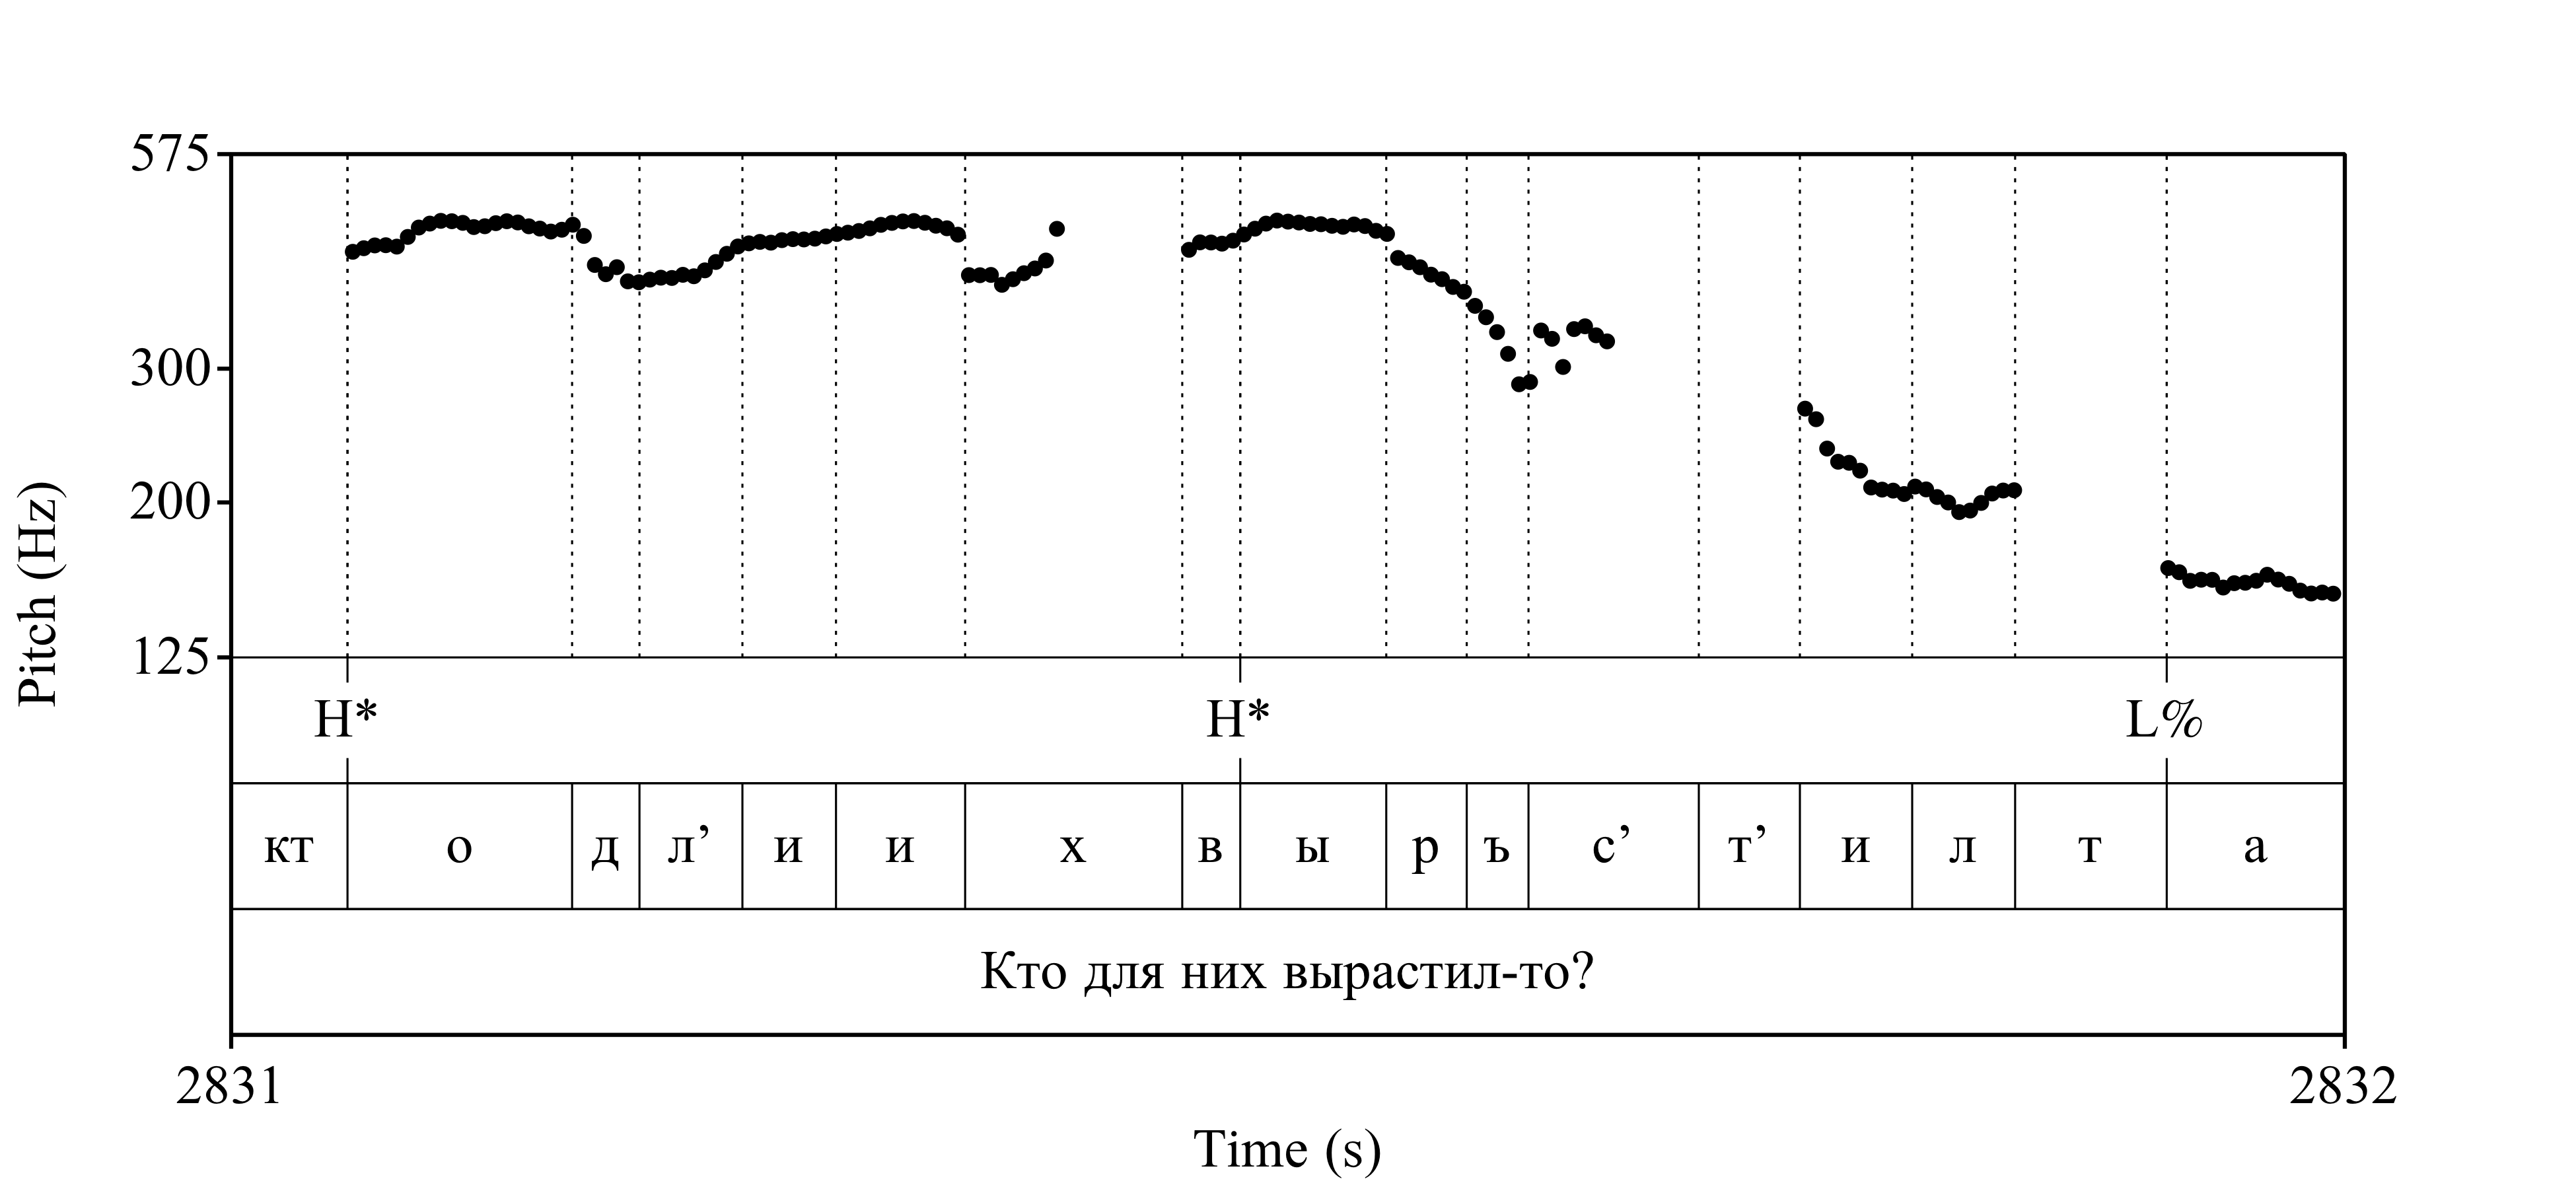 575
300
200
125
Pitch (Hz)
H* H* L%
кт о д л’ и и х в ы р ъ с’ т’ и л т а
Кто для них вырастил-то?
2831 2832
Time (s)